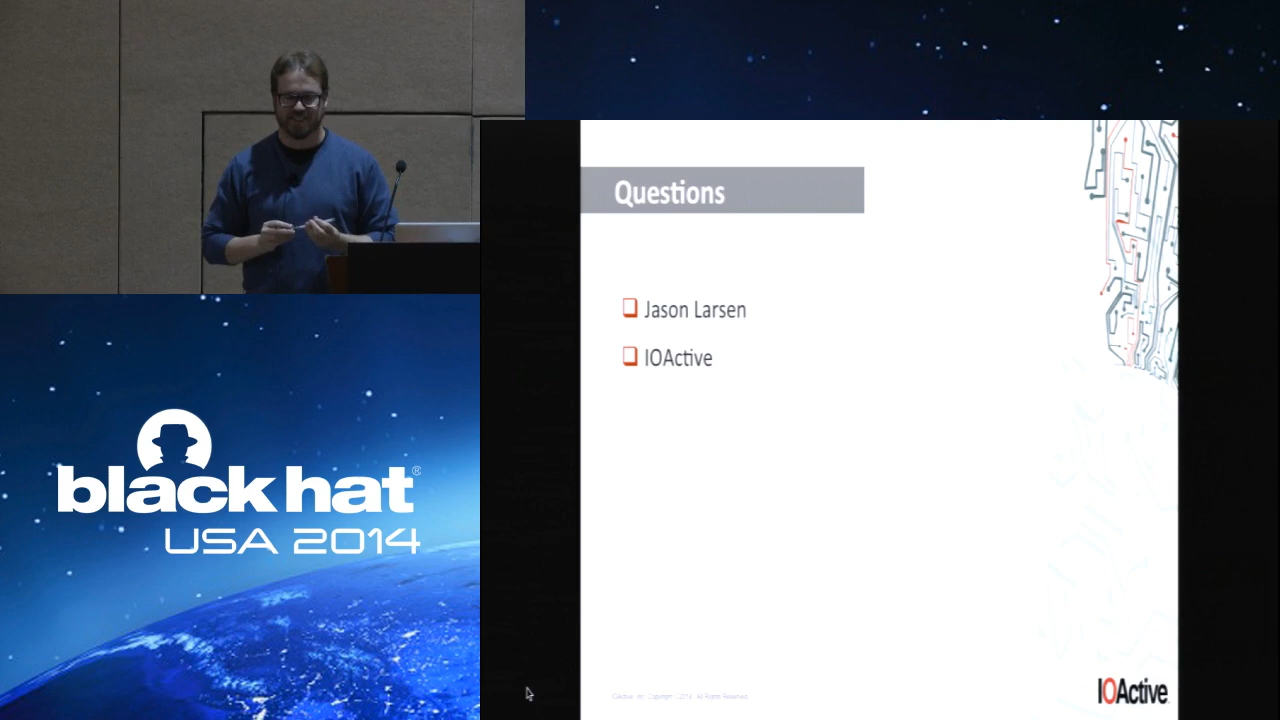 Questions
Jason Larsen
IOActive
black hat®
USA 2014
IOActive